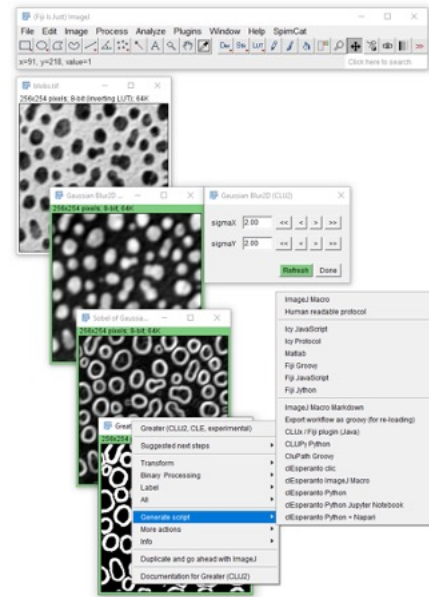 (Fiji Is Just) ImageJ
File Edit Image Process Analyze Plugins Window Help SpimCat
Dev Stk LUT
x=91, y=218, value=1
Click here to search
blobs.tif
256x254 pixels; 8-bit (inverting LUT); 64K
Gaussian Blur2D ...
256x254 pixels; 8-bit; 64K
Gaussian Blur2D (CLIJ2)
sigmaX 2.00 << < > >>
sigmaY 2.00 << < > >>
Refresh Done
Sobel of Gaussia...
256x254 pixels; 8-bit; 64K
Greater (CLIJ2, CLE, experimental)
Suggested next steps
Transform
Binary Processing
Label
All
Generate script
More actions
Info
Duplicate and go ahead with ImageJ
Documentation for Greater (CLIJ2)
ImageJ Macro
Human readable protocol
Icy JavaScript
Icy Protocol
Matlab
Fiji Groovy
Fiji JavaScript
Fiji Jython
ImageJ Macro Markdown
Export workflow as groovy (for re-loading)
CLIJx / Fiji plugin (Java)
CLIJPy Python
CluPath Groovy
clEsperanto clic
clEsperanto ImageJ Macro
clEsperanto Python
clEsperanto Python Jupyter Notebook
clEsperanto Python + Napari